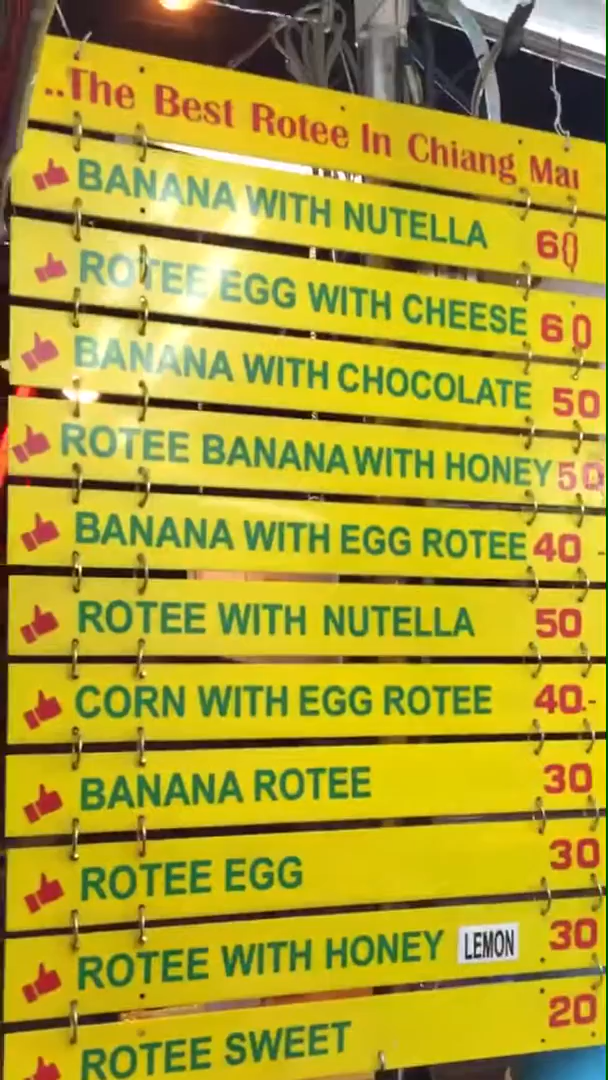 ..The Best Rotee In Chiang Mai
BANANA WITH NUTELLA 60
ROTEE EGG WITH CHEESE 60
BANANA WITH CHOCOLATE 50
ROTEE BANANA WITH HONEY 50
BANANA WITH EGG ROTEE 40 -
ROTEE WITH NUTELLA 50
CORN WITH EGG ROTEE 40.-
BANANA ROTEE 30
ROTEE EGG 30
ROTEE WITH HONEY LEMON 30
ROTEE SWEET 20